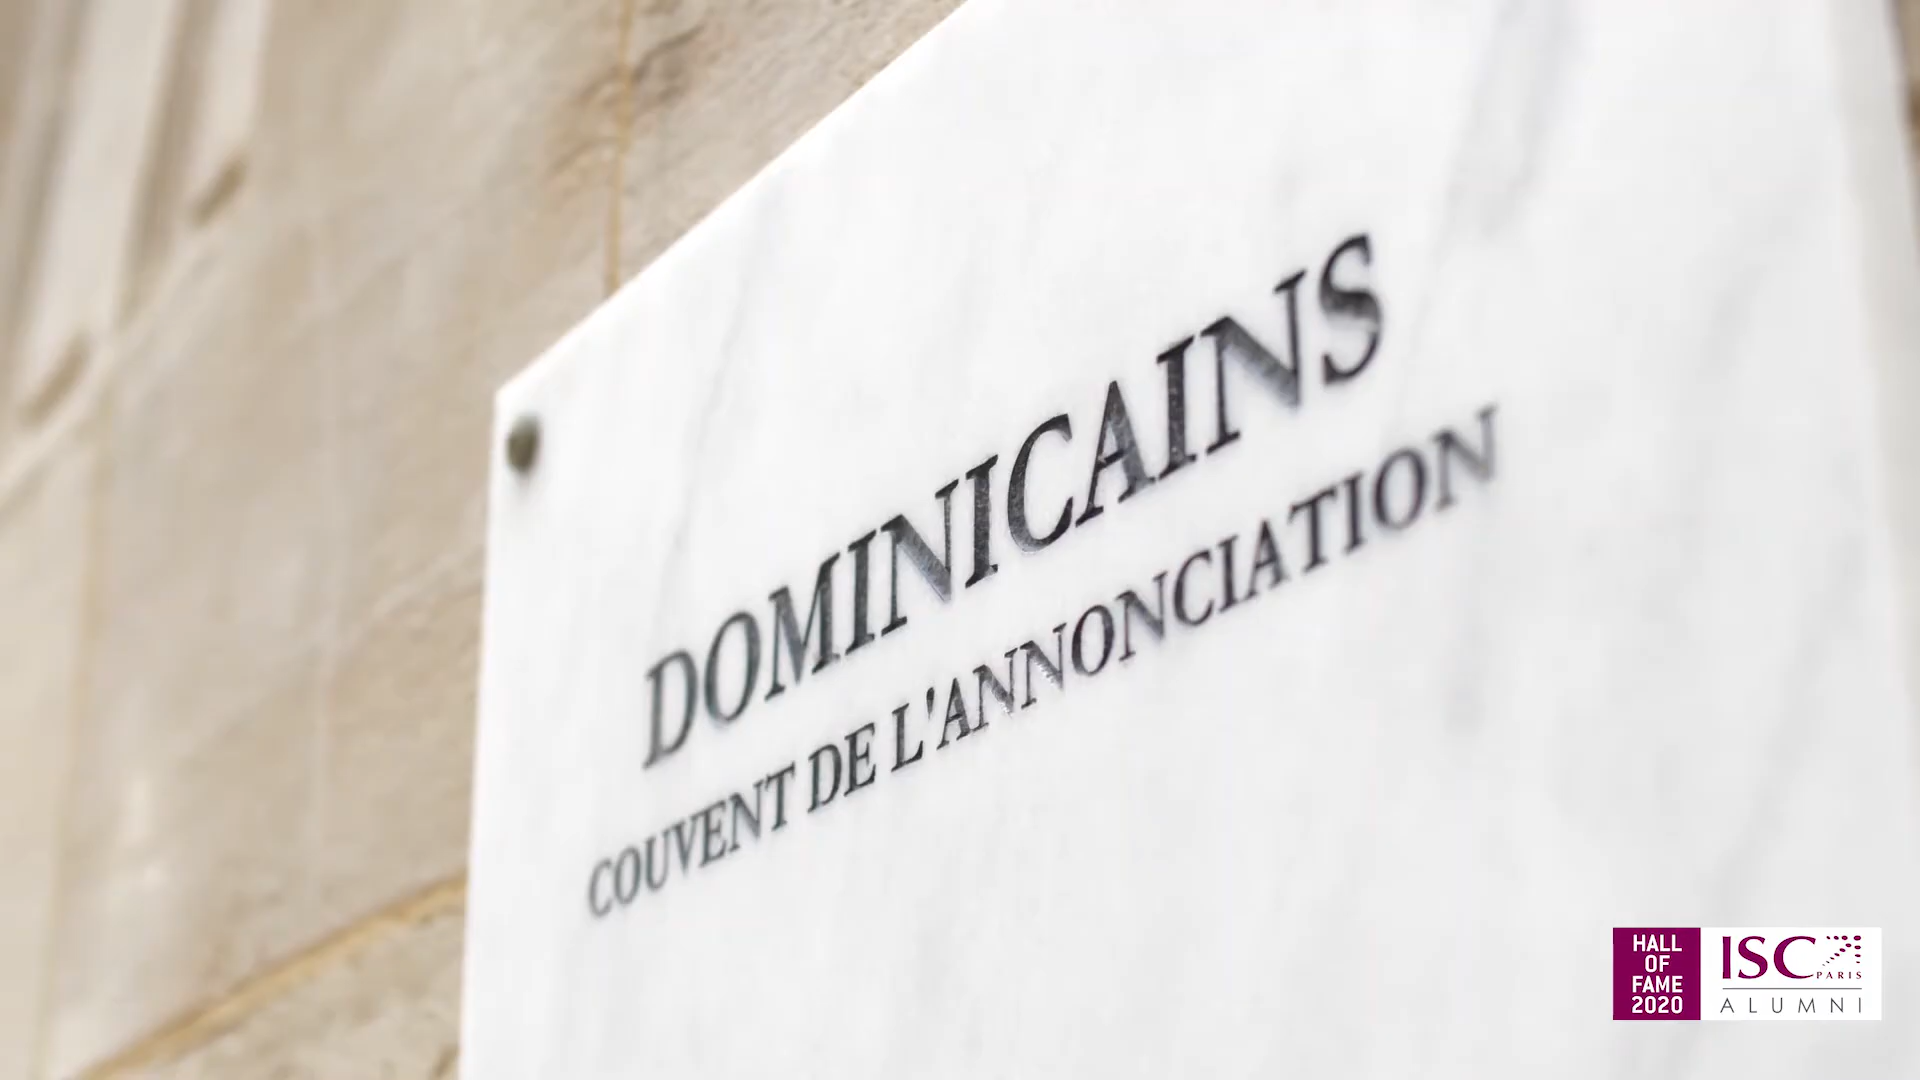 DOMINICAINS
COUVENT DE L'ANNONCIATION
HALL
OF
FAME
2020
ISC
PARIS
ALUMNI